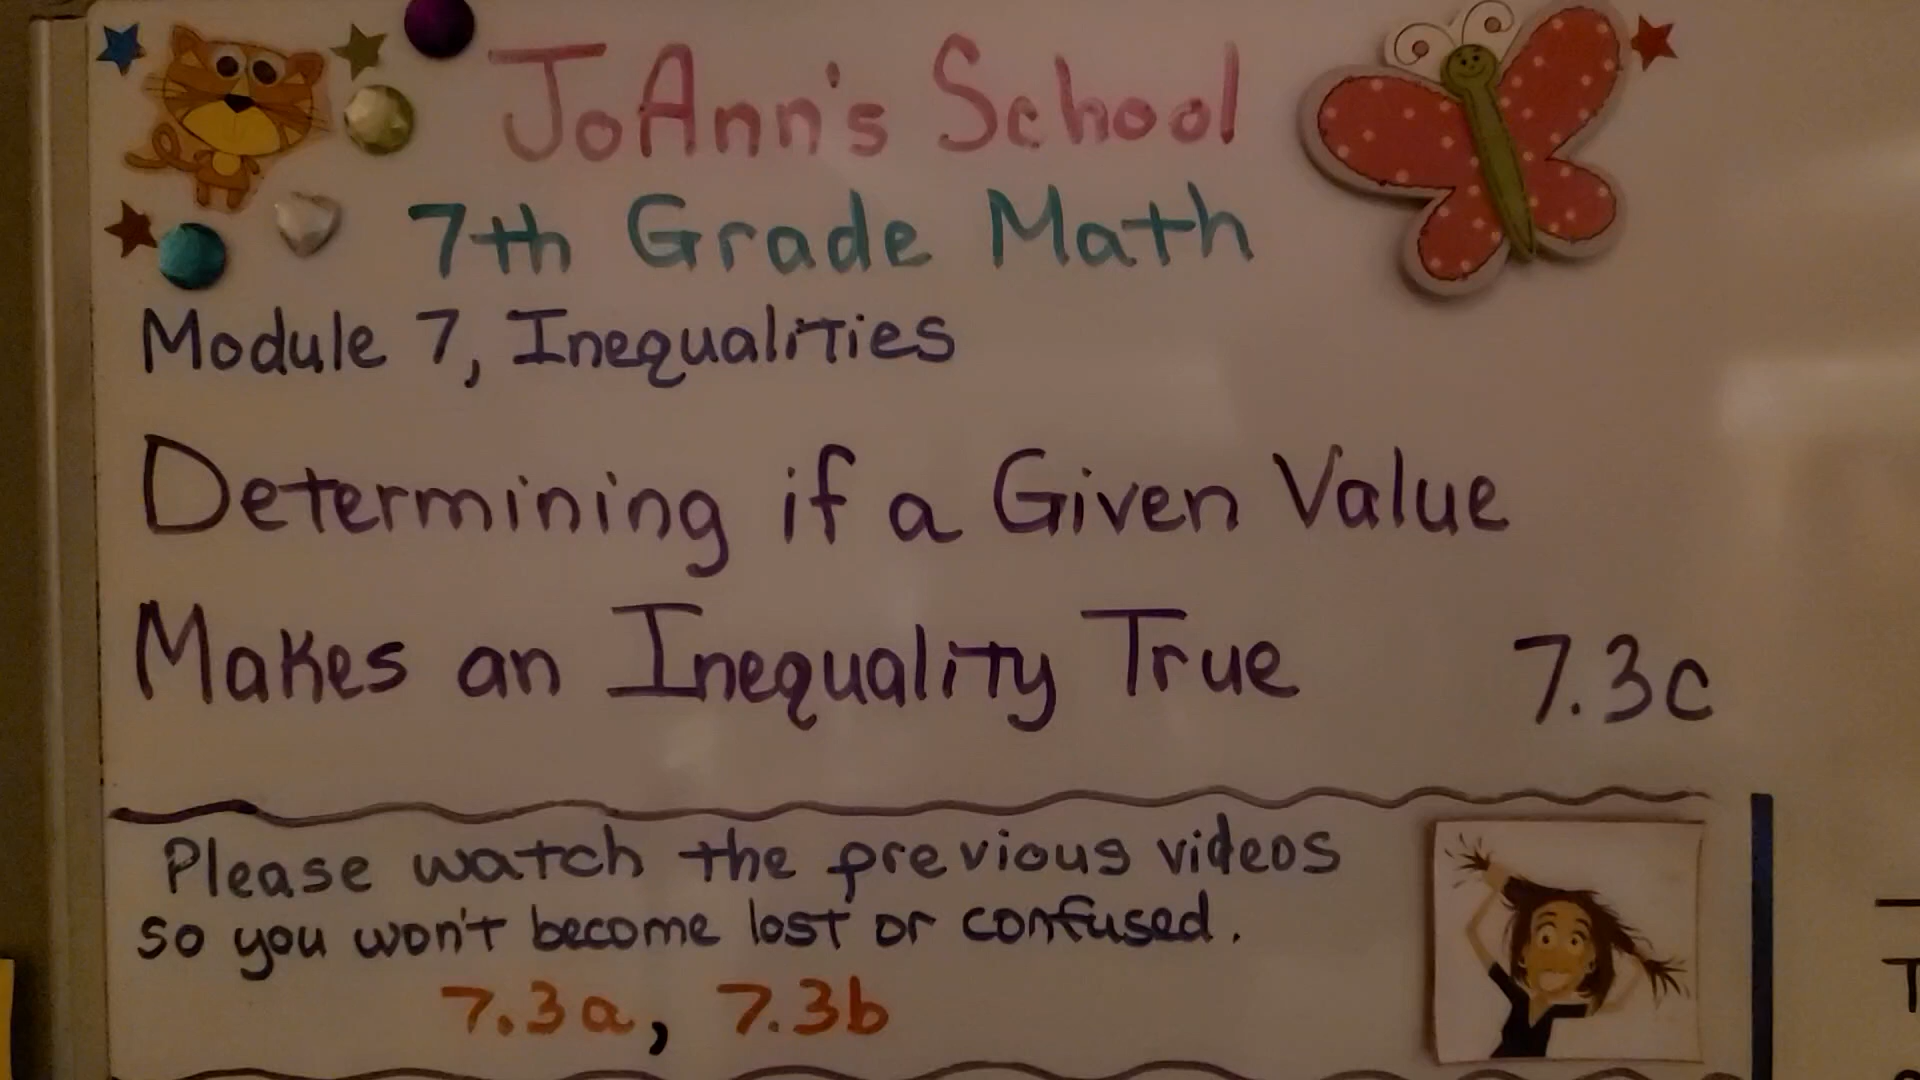 JoAnn's School
7th Grade Math
Module 7, Inequalities
Determining if a Given Value
Makes an Inequality True 7.3c
Please watch the previous videos
so you won't become lost or confused.
7.3a, 7.3b